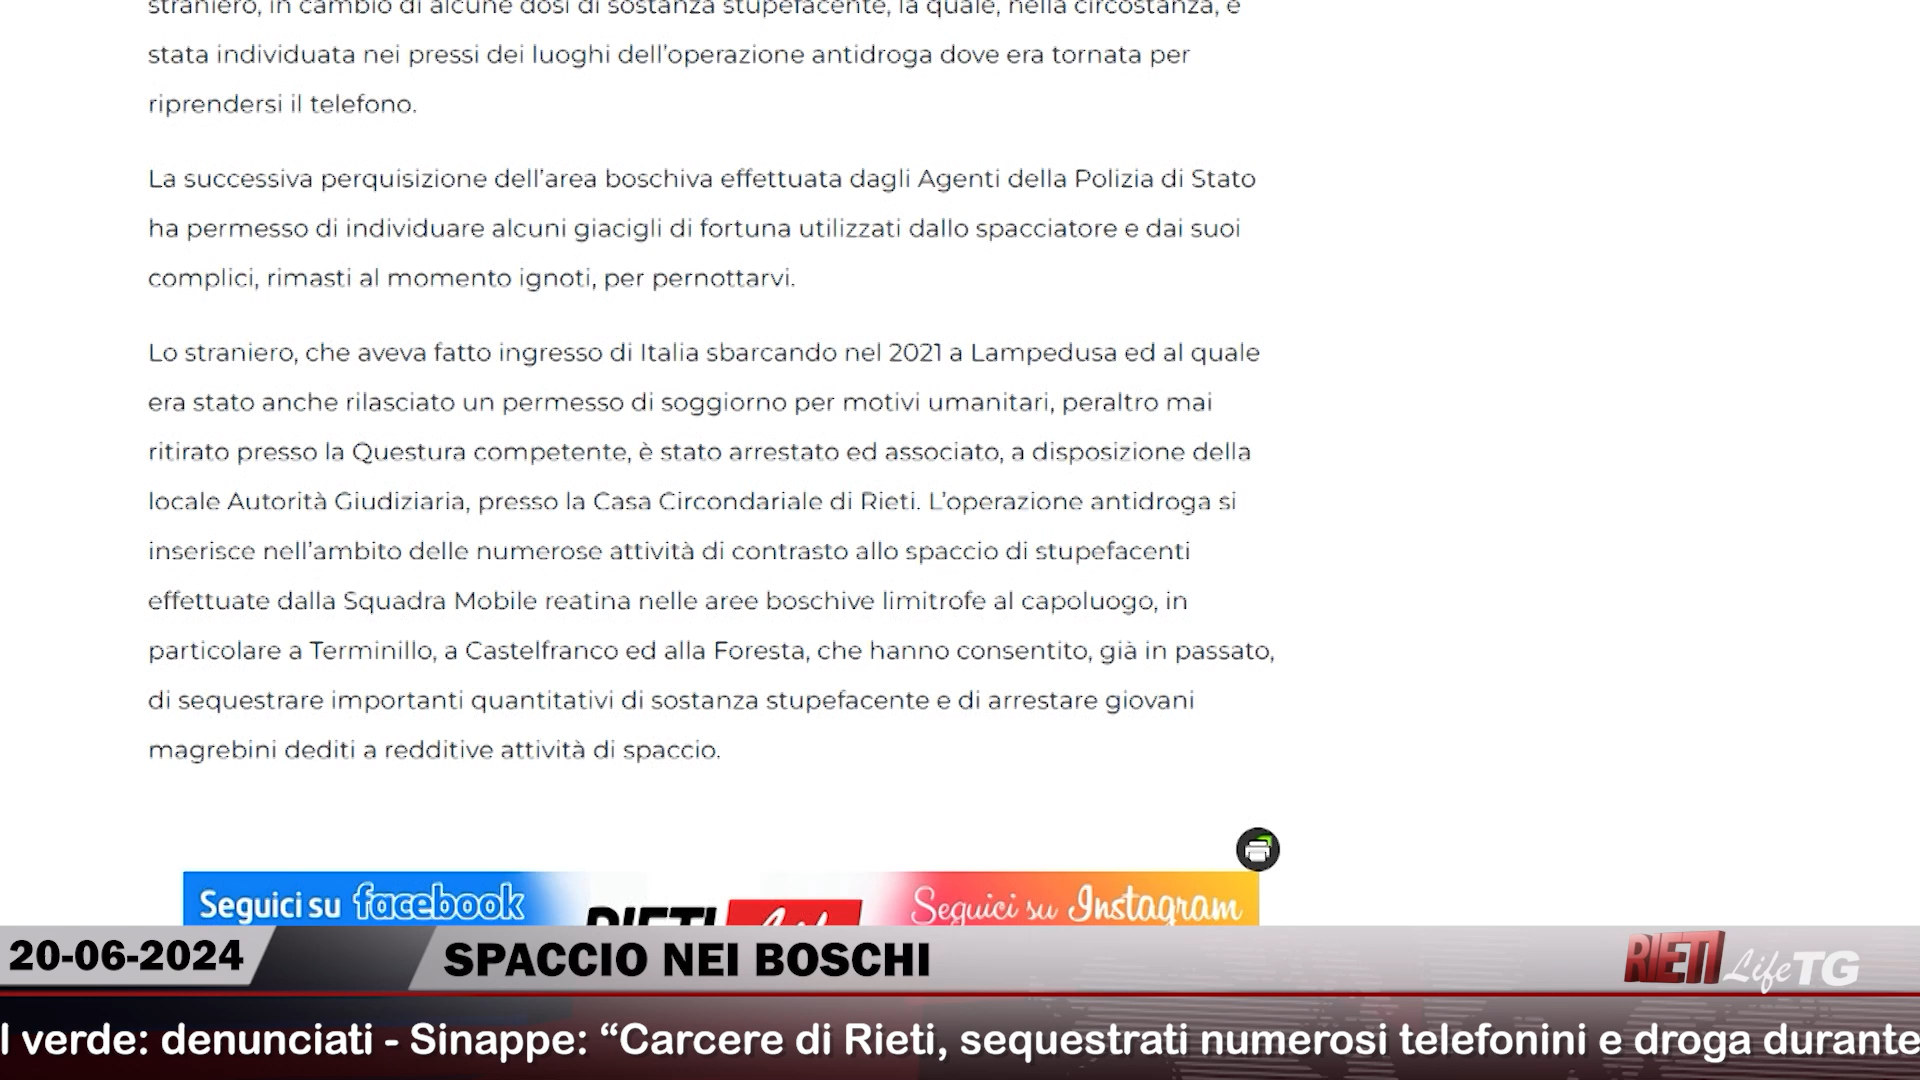 straniero, in cambio di alcune dosi di sostanza stupefacente, la quale, nella circostanza, è
stata individuata nei pressi dei luoghi dell’operazione antidroga dove era tornata per
riprendersi il telefono.
La successiva perquisizione dell’area boschiva effettuata dagli Agenti della Polizia di Stato
ha permesso di individuare alcuni giacigli di fortuna utilizzati dallo spacciatore e dai suoi
complici, rimasti al momento ignoti, per pernottarvi.
Lo straniero, che aveva fatto ingresso di Italia sbarcando nel 2021 a Lampedusa ed al quale
era stato anche rilasciato un permesso di soggiorno per motivi umanitari, peraltro mai
ritirato presso la Questura competente, è stato arrestato ed associato, a disposizione della
locale Autorità Giudiziaria, presso la Casa Circondariale di Rieti. L’operazione antidroga si
inserisce nell’ambito delle numerose attività di contrasto allo spaccio di stupefacenti
effettuate dalla Squadra Mobile reatina nelle aree boschive limitrofe al capoluogo, in
particolare a Terminillo, a Castelfranco ed alla Foresta, che hanno consentito, già in passato,
di sequestrare importanti quantitativi di sostanza stupefacente e di arrestare giovani
magrebini dediti a redditive attività di spaccio.
Seguici su facebook RIETI Life Seguici su Instagram
20-06-2024 SPACCIO NEI BOSCHI RIETI Life TG
l verde: denunciati - Sinappe: “Carcere di Rieti, sequestrati numerosi telefonini e droga durante